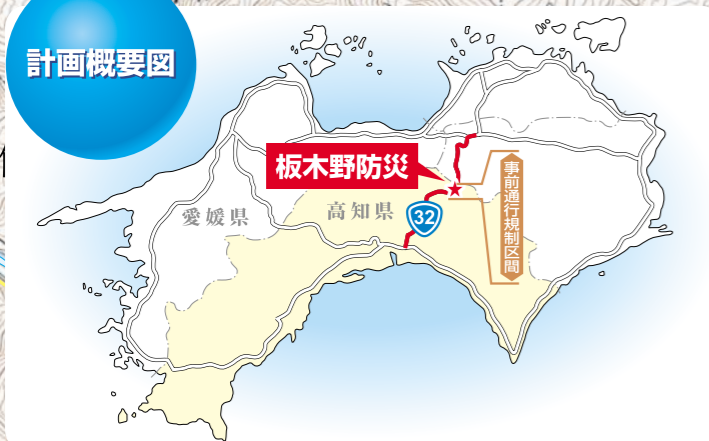 計画概要図
板木野防災
愛媛県
高知県
32
事前通行規制区間